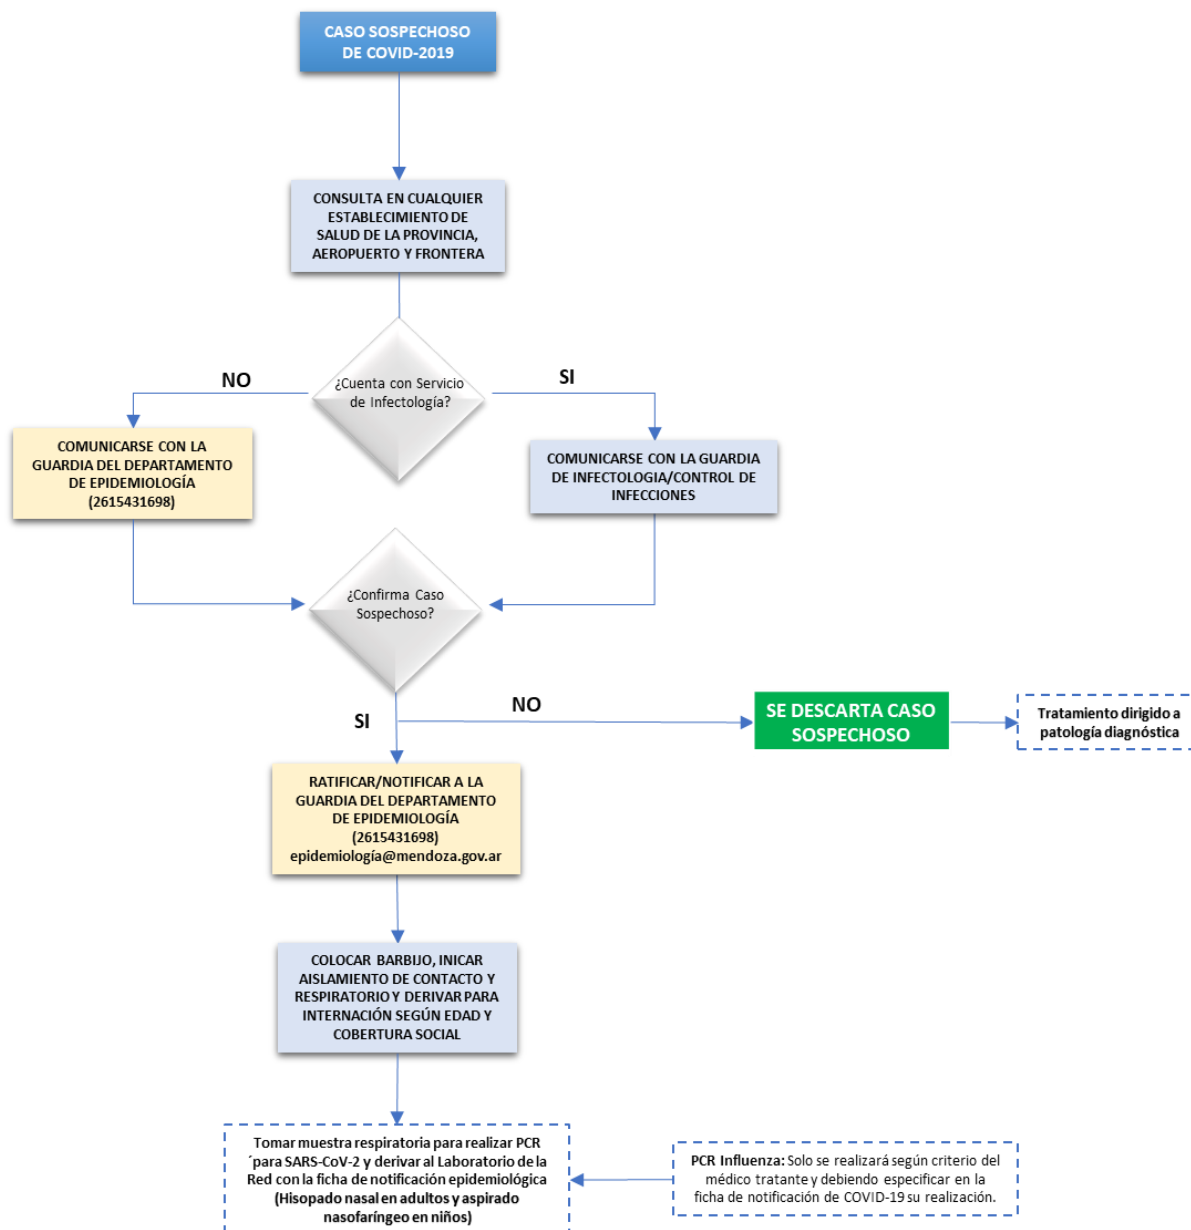 CASO SOSPECHOSO
DE COVID-2019
CONSULTA EN CUALQUIER
ESTABLECIMIENTO DE
SALUD DE LA PROVINCIA,
AEROPUERTO Y FRONTERA
¿Cuenta con Servicio
de Infectología?
NO
SI
COMUNICARSE CON LA
GUARDIA DEL DEPARTAMENTO
DE EPIDEMIOLOGÍA
(2615431698)
COMUNICARSE CON LA GUARDIA
DE INFECTOLOGIA/CONTROL DE
INFECCIONES
¿Confirma Caso
Sospechoso?
SI
NO
SE DESCARTA CASO
SOSPECHOSO
Tratamiento dirigido a
patología diagnóstica
RATIFICAR/NOTIFICAR A LA
GUARDIA DEL DEPARTAMENTO
DE EPIDEMIOLOGÍA
(2615431698)
epidemiología@mendoza.gov.ar
COLOCAR BARBIJO, INICAR
AISLAMIENTO DE CONTACTO Y
RESPIRATORIO Y DERIVAR PARA
INTERNACIÓN SEGÚN EDAD Y
COBERTURA SOCIAL
Tomar muestra respiratoria para realizar PCR
´para SARS-CoV-2 y derivar al Laboratorio de la
Red con la ficha de notificación epidemiológica
(Hisopado nasal en adultos y aspirado
nasofaríngeo en niños)
PCR Influenza: Solo se realizará según criterio del
médico tratante y debiendo especificar en la
ficha de notificación de COVID-19 su realización.